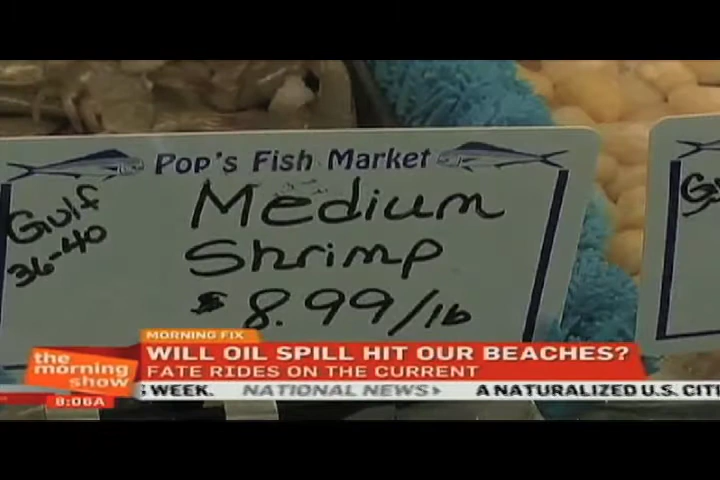 Pop's Fish Market
Gulf
36-40
Medium
Shrimp
$8.99/lb
MORNING FIX
WILL OIL SPILL HIT OUR BEACHES?
FATE RIDES ON THE CURRENT
the
morning
show
8:06A
WEEK. NATIONAL NEWS> A NATURALIZED U.S.